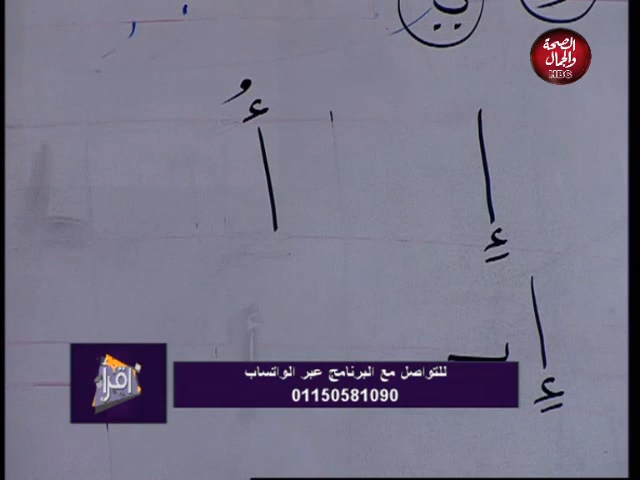 الصحة
والجمال
HBC
إِ أُ
إِ
اقرأ
للتواصل مع البرنامج عبر الواتساب
01150581090